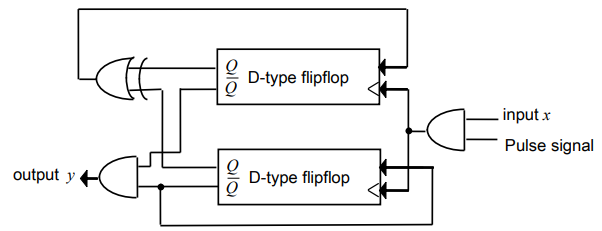 Q D-type flipflop
Q̅
input x
Pulse signal
Q D-type flipflop
Q̅
output y